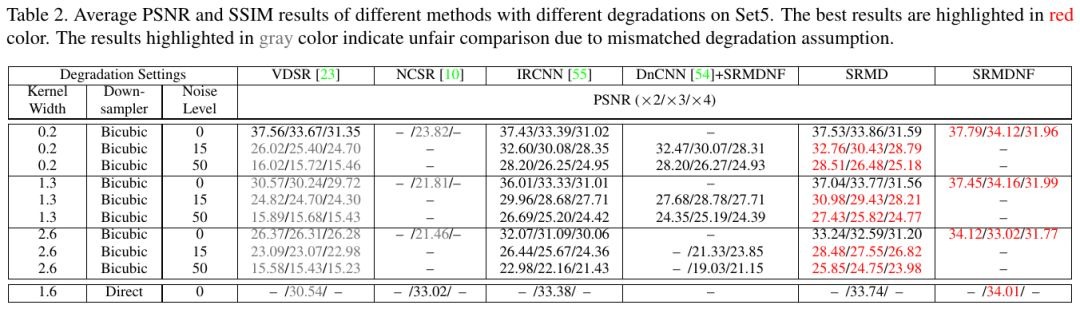 Table 2. Average PSNR and SSIM results of different methods with different degradations on Set5. The best results are highlighted in red
color. The results highlighted in gray color indicate unfair comparison due to mismatched degradation assumption.
Degradation Settings VDSR [23] NCSR [10] IRCNN [55] DnCNN [54]+SRMDNF SRMD SRMDNF
Kernel Width Down-sampler Noise Level PSNR (×2/×3/×4)
0.2 Bicubic 0 37.56/33.67/31.35 – /23.82/– 37.43/33.39/31.02 – 37.53/33.86/31.59 37.79/34.12/31.96
0.2 Bicubic 15 26.02/25.40/24.70 – 32.60/30.08/28.35 32.47/30.07/28.31 32.76/30.43/28.79 –
0.2 Bicubic 50 16.02/15.72/15.46 – 28.20/26.25/24.95 28.20/26.27/24.93 28.51/26.48/25.18 –
1.3 Bicubic 0 30.57/30.24/29.72 – /21.81/– 36.01/33.33/31.01 – 37.04/33.77/31.56 37.45/34.16/31.99
1.3 Bicubic 15 24.82/24.70/24.30 – 29.96/28.68/27.71 27.68/28.78/27.71 30.98/29.43/28.21 –
1.3 Bicubic 50 15.89/15.68/15.43 – 26.69/25.20/24.42 24.35/25.19/24.39 27.43/25.82/24.77 –
2.6 Bicubic 0 26.37/26.31/26.28 – /21.46/– 32.07/31.09/30.06 – 33.24/32.59/31.20 34.12/33.02/31.77
2.6 Bicubic 15 23.09/23.07/22.98 – 26.44/25.67/24.36 – /21.33/23.85 28.48/27.55/26.82 –
2.6 Bicubic 50 15.58/15.43/15.23 – 22.98/22.16/21.43 – /19.03/21.15 25.85/24.75/23.98 –
1.6 Direct 0 – /30.54/ – – /33.02/ – – /33.38/ – – – /33.74/ – – /34.01/ –